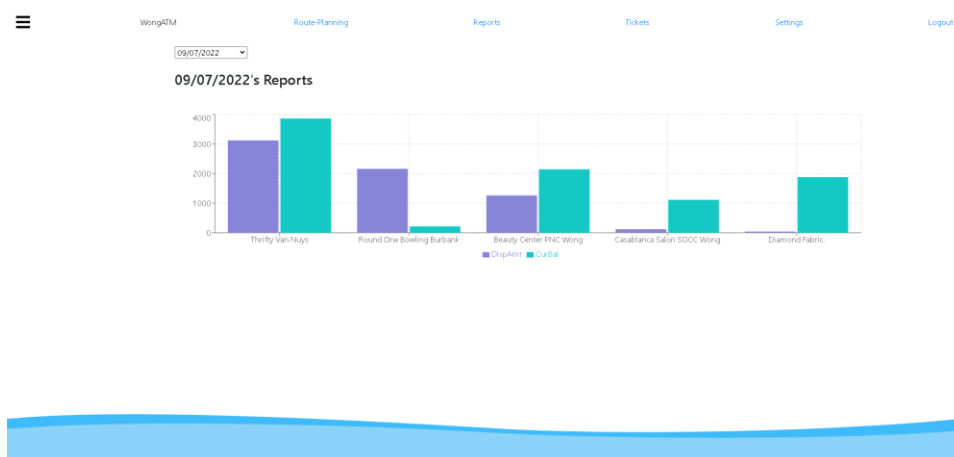 WongATM Route-Planning Reports Tickets Settings Logout
09/07/2022
09/07/2022's Reports
4000
3000
2000
1000
0
Thrifty Van Nuys Round One Bowling Burbank Beauty Center PNC Wong Casablanca Salon SOCC Wong Diamond Fabric.
DispAmt CurBal